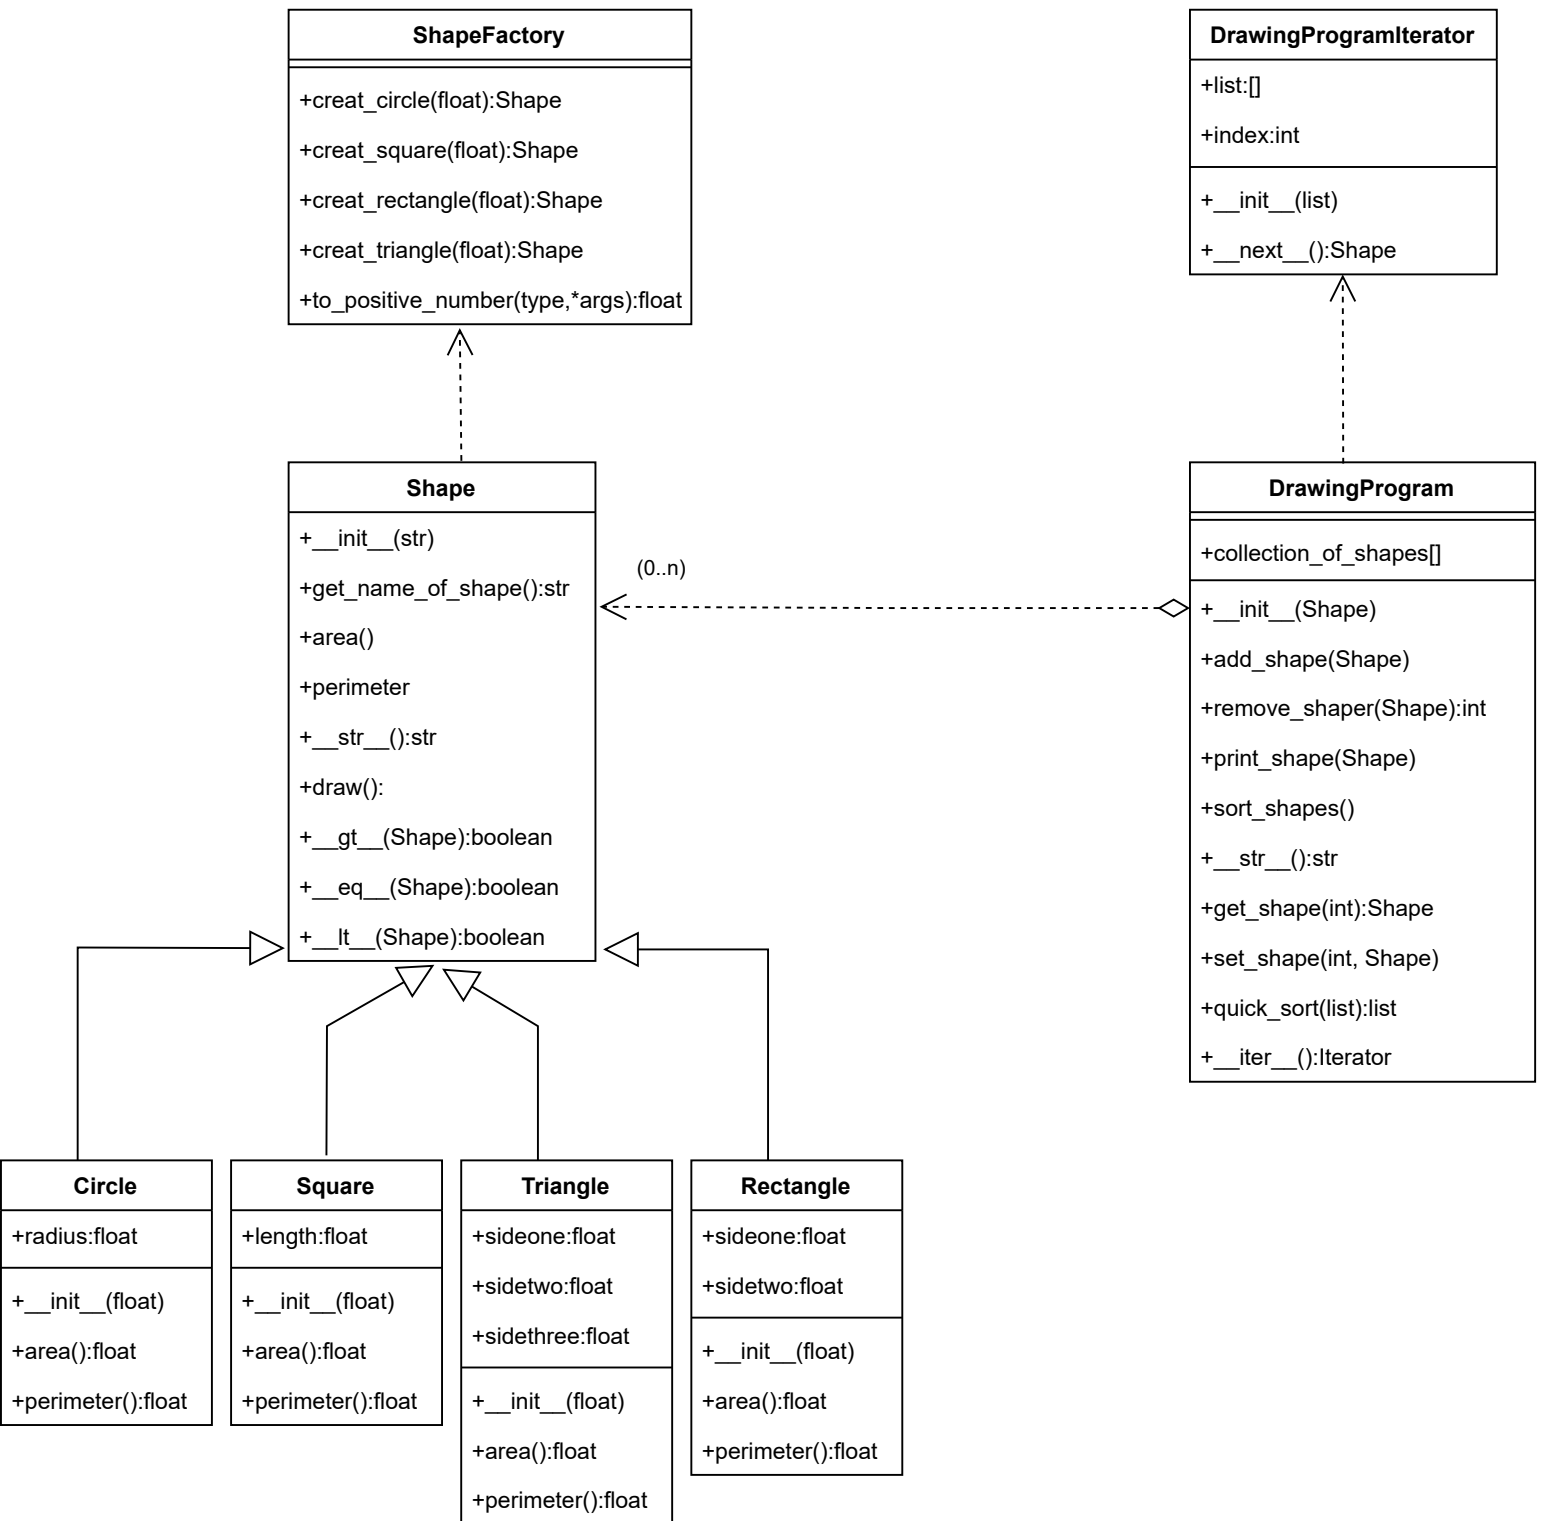 ShapeFactory
+creat_circle(float):Shape
+creat_square(float):Shape
+creat_rectangle(float):Shape
+creat_triangle(float):Shape
+to_positive_number(type,*args):float
DrawingProgramIterator
+list:[]
+index:int
+__init__(list)
+__next__():Shape
Shape
+__init__(str)
+get_name_of_shape():str
+area()
+perimeter
+__str__():str
+draw():
+__gt__(Shape):boolean
+__eq__(Shape):boolean
+__lt__(Shape):boolean
(0..n)
DrawingProgram
+collection_of_shapes[]
+__init__(Shape)
+add_shape(Shape)
+remove_shaper(Shape):int
+print_shape(Shape)
+sort_shapes()
+__str__():str
+get_shape(int):Shape
+set_shape(int, Shape)
+quick_sort(list):list
+__iter__():Iterator
Circle
+radius:float
+__init__(float)
+area():float
+perimeter():float
Square
+length:float
+__init__(float)
+area():float
+perimeter():float
Triangle
+sideone:float
+sidetwo:float
+sidethree:float
+__init__(float)
+area():float
+perimeter():float
Rectangle
+sideone:float
+sidetwo:float
+__init__(float)
+area():float
+perimeter():float